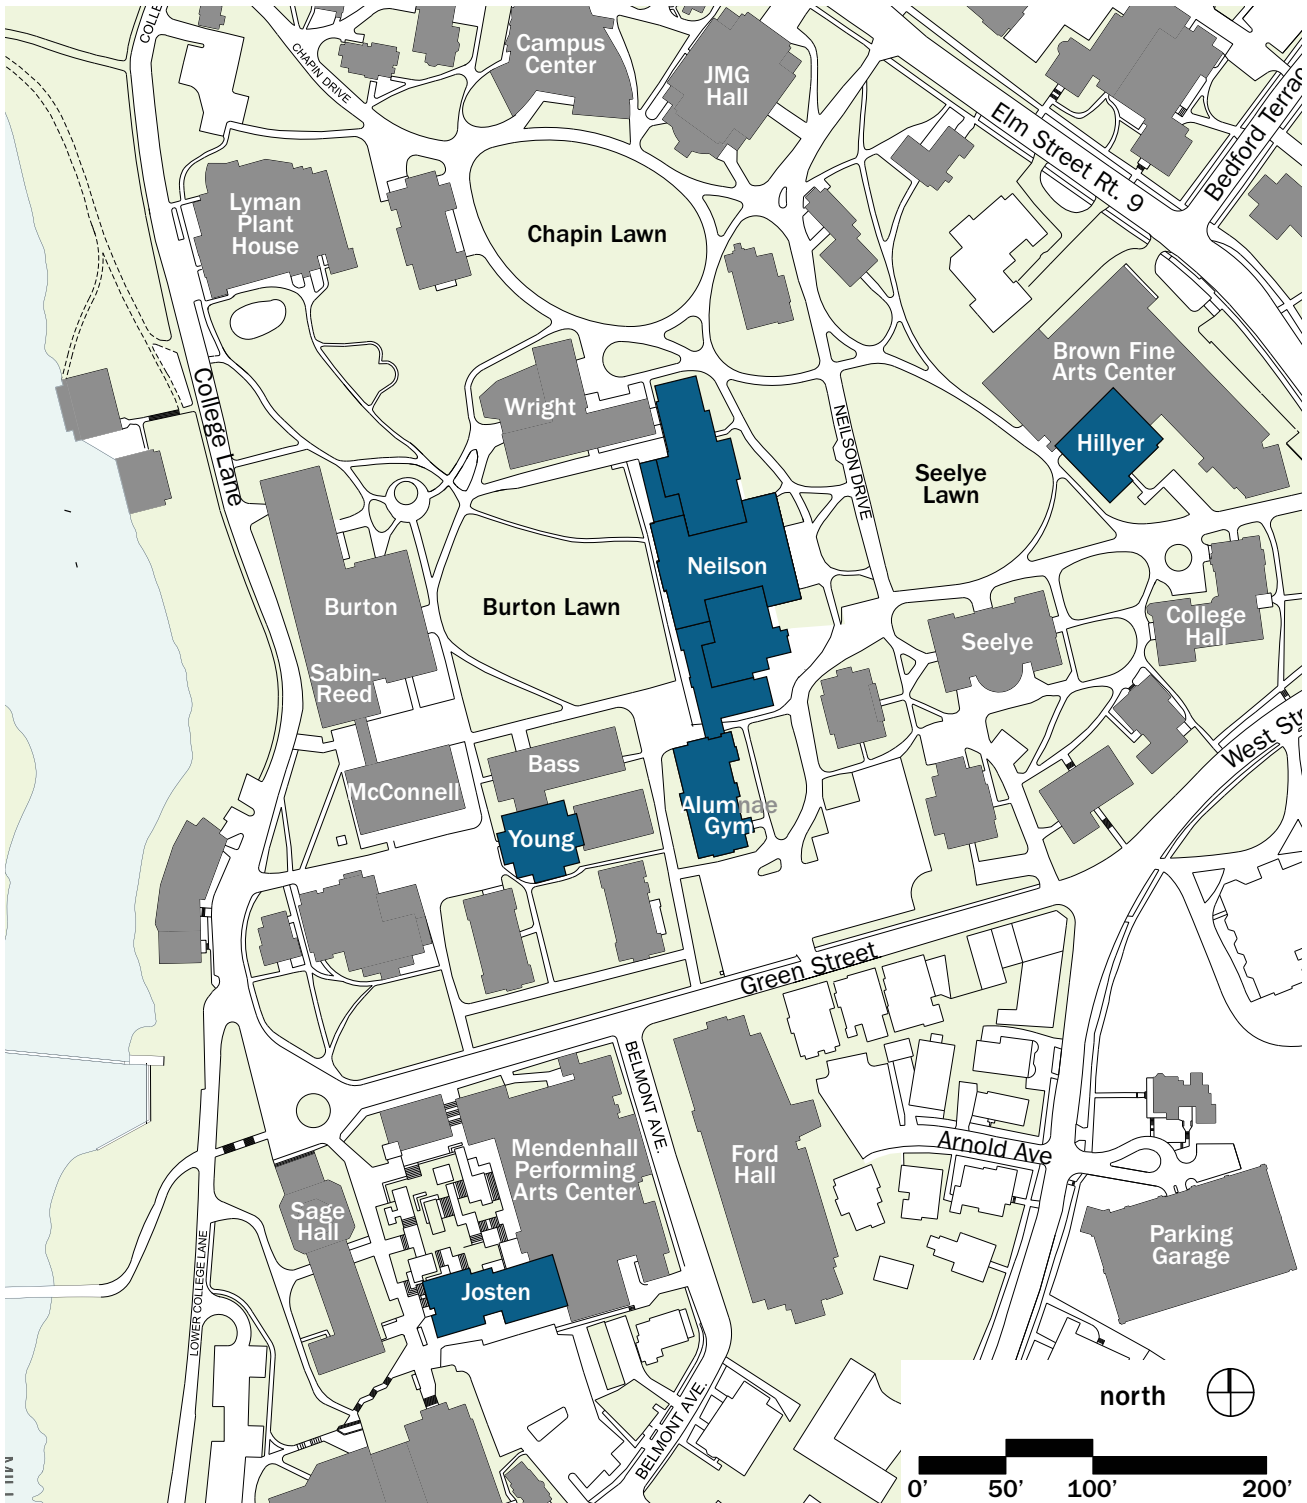 COLLE
CHAPIN DRIVE
Campus
Center
JMG
Hall
Elm Street Rt. 9
Bedford Terrac
Lyman
Plant
House
Chapin Lawn
College Lane
Wright
NEILSON DRIVE
Brown Fine
Arts Center
Hillyer
Seelye
Lawn
Neilson
Burton
Burton Lawn
Sabin-
Reed
Seelye
College
Hall
West Str
McConnell
Bass
Young
Alumnae
Gym
Green Street
BELMONT AVE.
Mendenhall
Performing
Arts Center
Ford
Hall
Arnold Ave
Sage
Hall
Parking
Garage
LOWER COLLEGE LANE
Josten
BELMONT AVE.
north
0' 50' 100' 200'